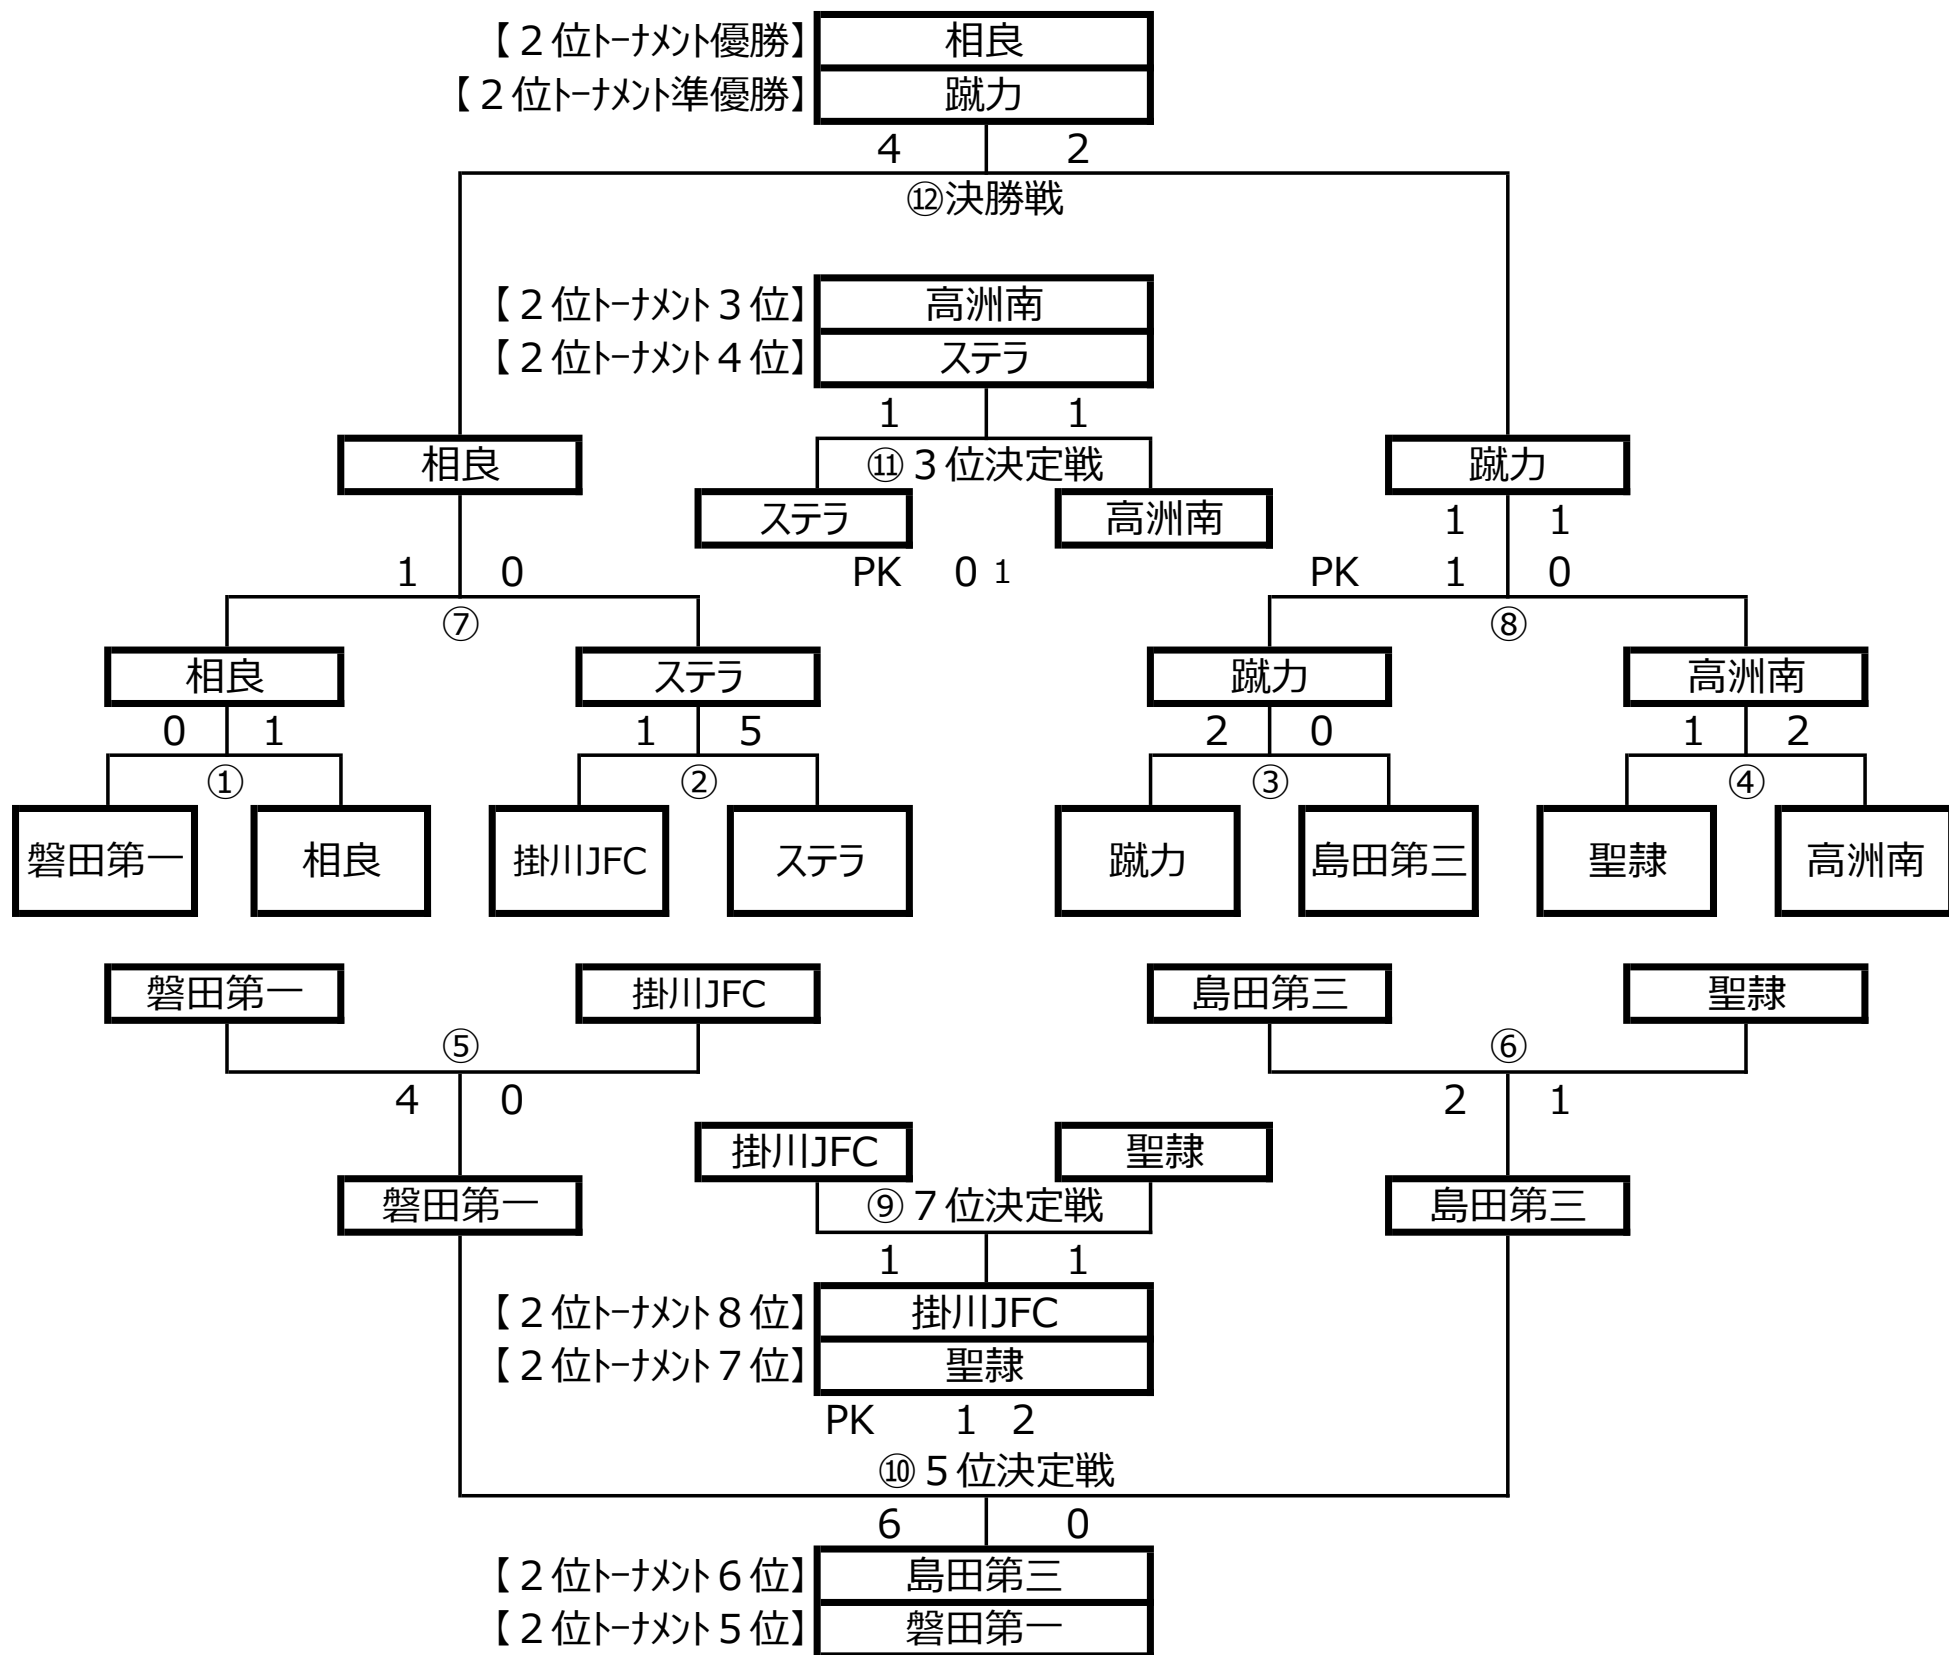 【２位ﾄｰﾅﾒﾝﾄ優勝】 相良
【２位ﾄｰﾅﾒﾝﾄ準優勝】 蹴力
4 2
⑫決勝戦
【２位ﾄｰﾅﾒﾝﾄ３位】 高洲南
【２位ﾄｰﾅﾒﾝﾄ４位】 ステラ
1 1
相良 ⑪３位決定戦 蹴力
ステラ 高洲南 1 1
1 0 PK 0 1 PK 1 0
⑦ ⑧
相良 ステラ 蹴力 高洲南
0 1 1 5 2 0 1 2
① ② ③ ④
磐田第一 相良 掛川JFC ステラ 蹴力 島田第三 聖隷 高洲南
磐田第一 掛川JFC 島田第三 聖隷
⑤ ⑥
4 0 2 1
掛川JFC 聖隷
磐田第一 ⑨７位決定戦 島田第三
1 1
【２位ﾄｰﾅﾒﾝﾄ８位】 掛川JFC
【２位ﾄｰﾅﾒﾝﾄ７位】 聖隷
PK 1 2
⑩５位決定戦
6 0
【２位ﾄｰﾅﾒﾝﾄ６位】 島田第三
【２位ﾄｰﾅﾒﾝﾄ５位】 磐田第一